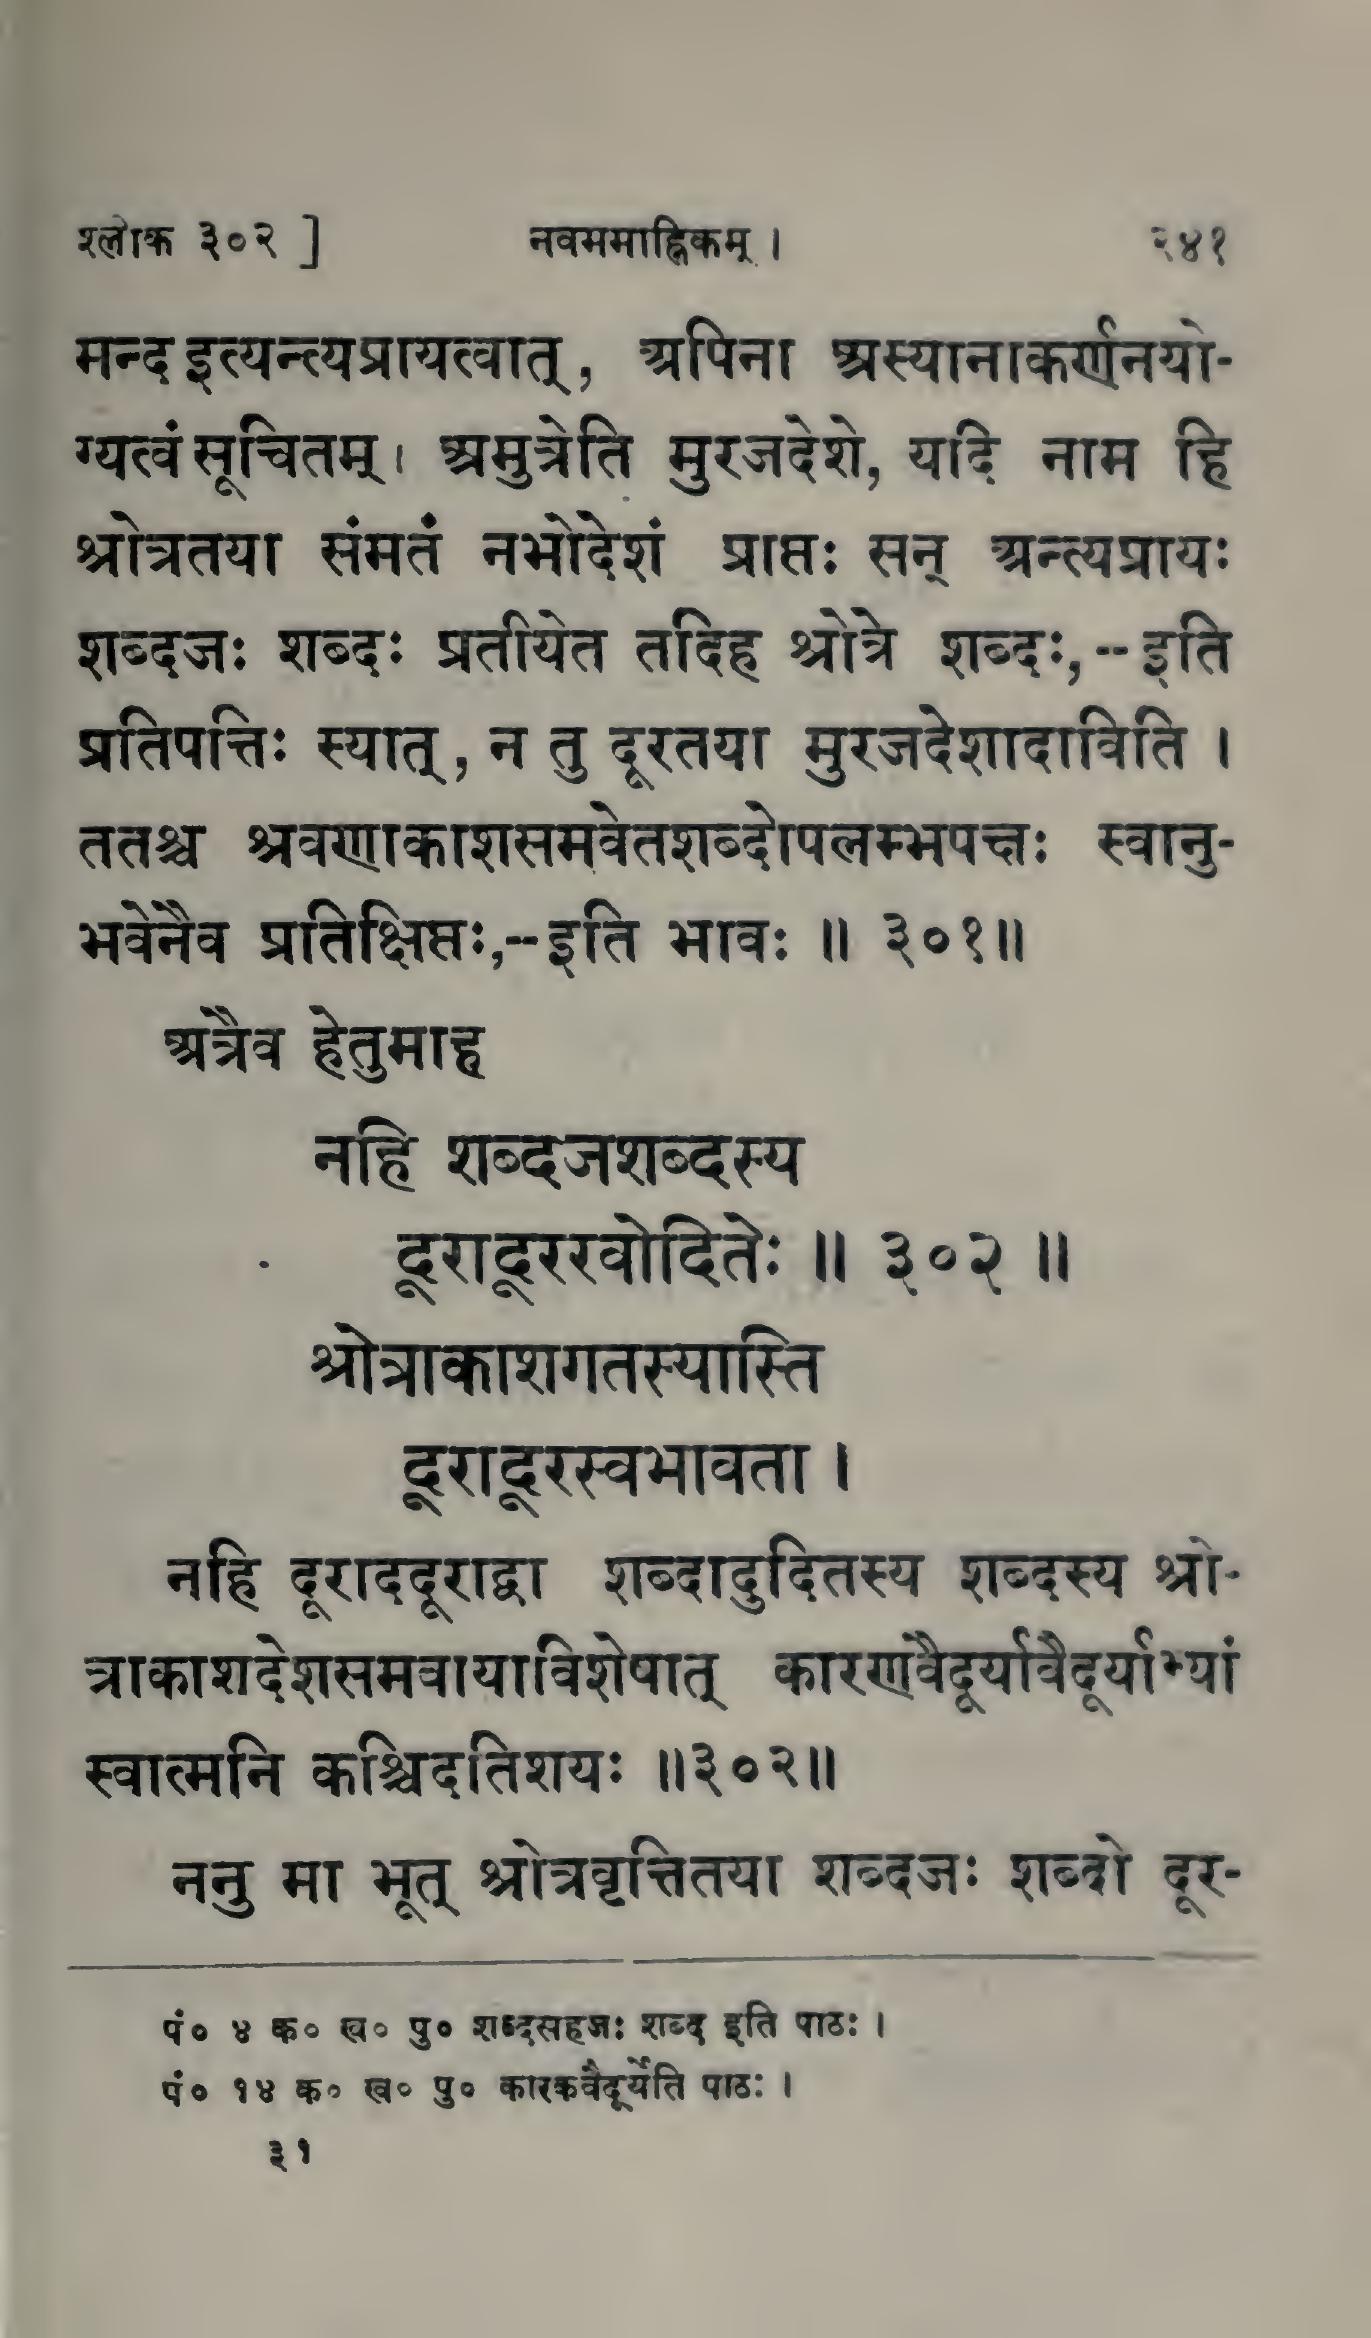 श्लोक ३०२ ] नवममाह्निकम् । २४१
मन्द इत्यन्त्यप्रायत्वात्, अपिना अस्यानाकर्णनयो-
ग्यत्वं सूचितम् । अमुत्रेति मुरजदेशे, यदि नाम हि
श्रोत्रतया संमतं नभोदेशं प्राप्तः सन् अन्त्यप्रायः
शब्दजः शब्दः प्रतीयेत तदिह श्रोत्रे शब्दः,--इति
प्रतिपत्तिः स्यात्, न तु दूरतया मुरजदेशादाविति ।
ततश्च श्रवणाकाशसमवेतशब्दोपलम्भपक्षः स्वानु-
भवेनैव प्रतिक्षिप्तः,--इति भावः ॥ ३०१॥
अत्रैव हेतुमाह
नहि शब्दजशब्दस्य
दूरादूररवोदितेः ॥ ३०२ ॥
श्रोत्राकाशगतस्यास्ति
दूरादूरस्वभावता ।
नहि दूराददूराद्वा शब्दादुदितस्य शब्दस्य श्रो-
त्राकाशदेशसमवायाविशेषात् कारणवैदूर्यावैदूर्याभ्यां
स्वात्मनि कश्चिदतिशयः ॥३०२॥
ननु मा भूत् श्रोत्रवृत्तितया शब्दजः शब्दो दूर-
पं० ४ क० ख० पु० शब्दसहजः शब्द इति पाठः ।
पं० १४ क० ख० पु० कारकवैदूर्येति पाठः ।
३१